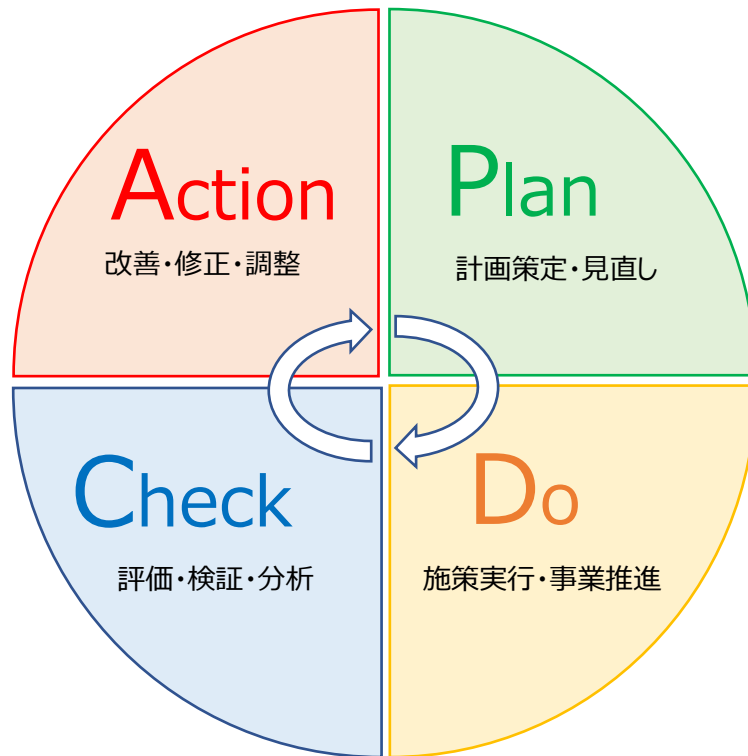 Action
改善・修正・調整
Plan
計画策定・見直し
Check
評価・検証・分析
Do
施策実行・事業推進